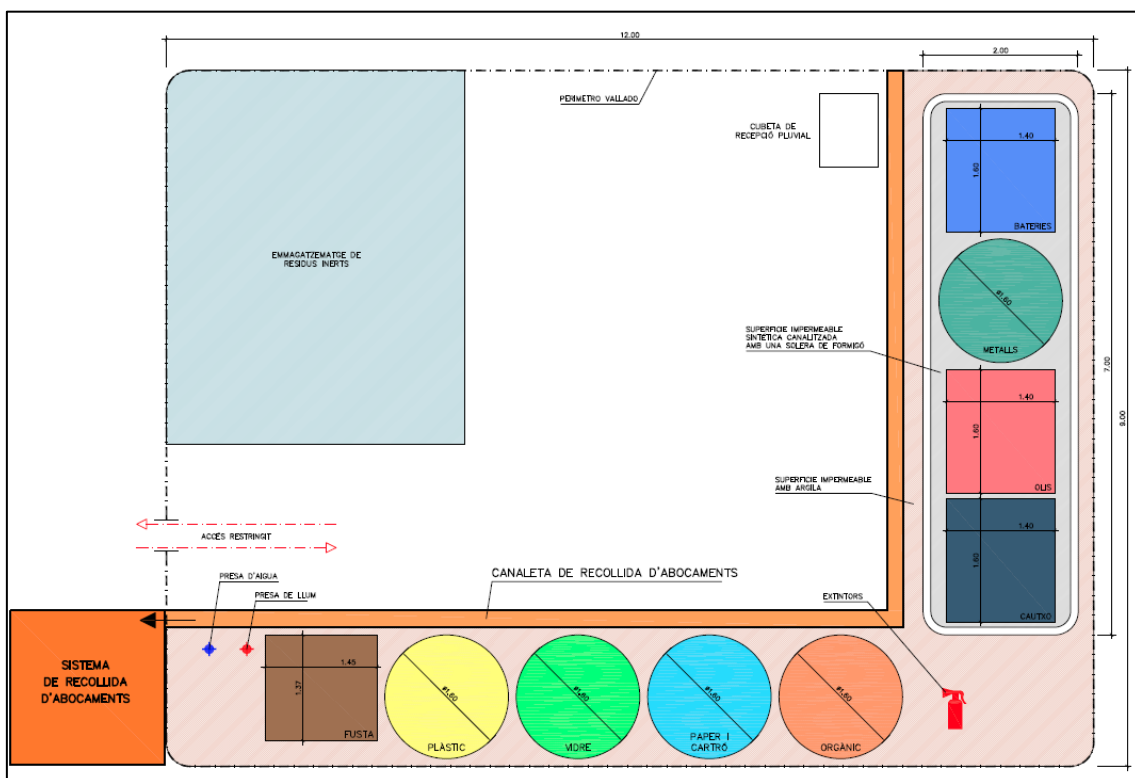 12.00
2.00
PERIMETRO VALLADO
CUBETA DE
RECEPCIÓ PLUVIAL
1.40
1.60
BATERIES
EMMAGATZEMATGE DE
RESIDUS INERTS
ø1.60
METALLS
SUPERFICIE IMPERMEABLE
SINTÈTICA CANALITZADA
AMB UNA SOLERA DE FORMIGÓ
7.00
9.00
1.40
1.60
OLIS
SUPERFICIE IMPERMEABLE
AMB ARGILA
1.40
1.60
CAUTXO
ACCÉS RESTRINGIT
PRESA D'AIGUA
PRESA DE LLUM
CANALETA DE RECOLLIDA D'ABOCAMENTS
EXTINTORS
SISTEMA
DE RECOLLIDA
D'ABOCAMENTS
1.45
1.37
FUSTA
ø1.60
PLÀSTIC
ø1.60
VIDRE
ø1.60
PAPER I
CARTRÓ
ø1.60
ORGÀNIC